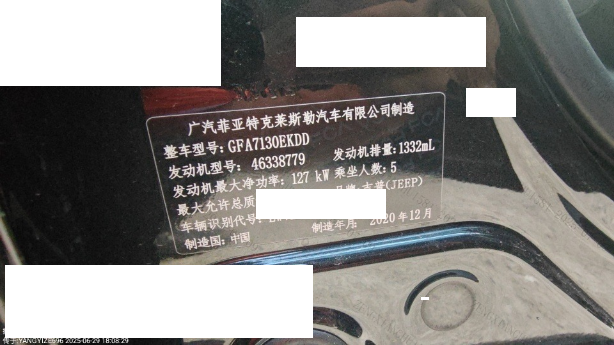 广汽菲亚特克莱斯勒汽车有限公司制造
整车型号: GFA7130EKDD
发动机型号: 46338779 发动机排量: 1332mL
发动机最大净功率: 127 kW 乘坐人数: 5
最大允许总质 吉普(JEEP)
车辆识别代号:
制造国: 中国 制造年月: 2020年12月
传于:YANGYIZE696 2025-06-29 18:08:29